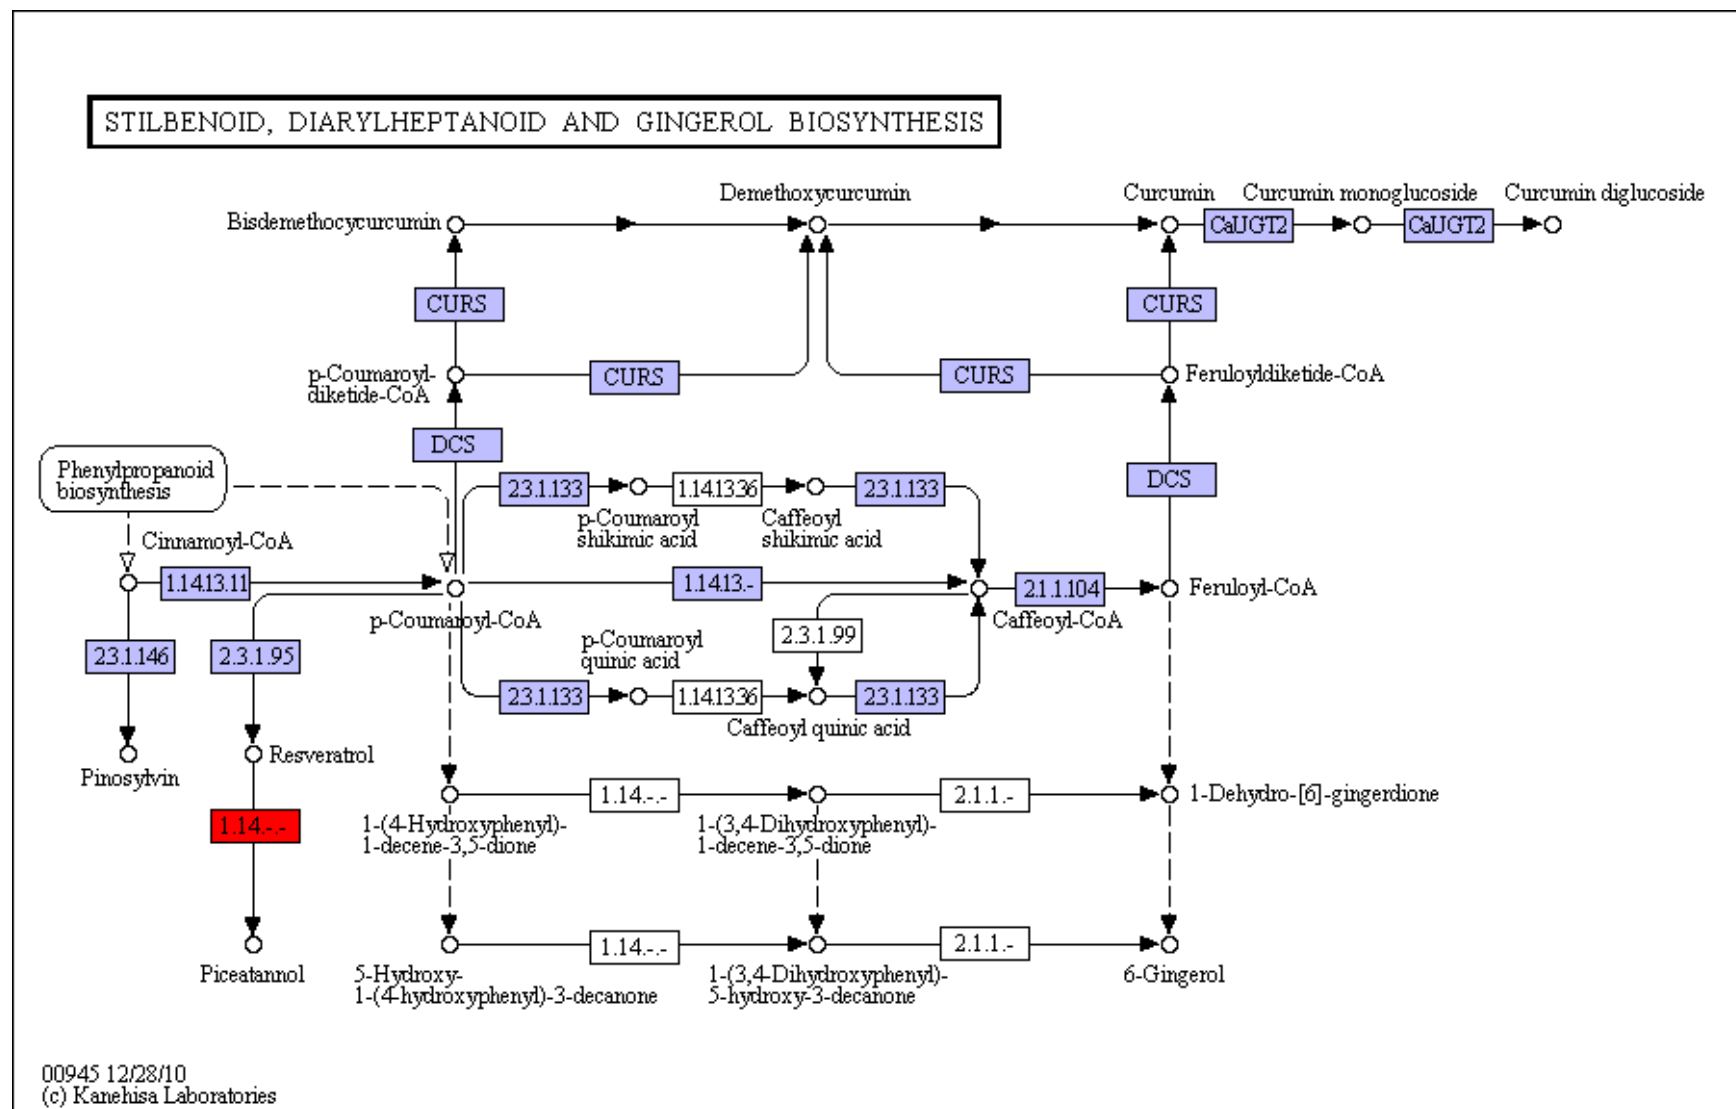 STILBENOID, DIARYLHEPTANOID AND GINGEROL BIOSYNTHESIS
Demethoxycurcumin
Curcumin
Curcumin monoglucoside
Curcumin diglucoside
Bisdemethocycurcumin
CaUGT2
CaUGT2
CURS
CURS
p-Coumaroyl-
diketide-CoA
CURS
CURS
Feruloyldiketide-CoA
DCS
DCS
Phenylpropanoid
biosynthesis
2.3.1.133
1.14.13.36
2.3.1.133
p-Coumaroyl
shikimic acid
Caffeoyl
shikimic acid
Cinnamoyl-CoA
1.14.13.11
1.14.13.-
2.1.1.104
Feruloyl-CoA
p-Coumaroyl-CoA
Caffeoyl-CoA
2.3.1.146
2.3.1.95
p-Coumaroyl
quinic acid
2.3.1.99
2.3.1.133
1.14.13.36
2.3.1.133
Caffeoyl quinic acid
Resveratrol
Pinosylvin
1.14.-.-
2.1.1.-
1-Dehydro-[6]-gingerdione
1.14.-.-
1-(4-Hydroxyphenyl)-
1-decene-3,5-dione
1-(3,4-Dihydroxyphenyl)-
1-decene-3,5-dione
1.14.-.-
2.1.1.-
Piceatannol
5-Hydroxy-
1-(4-hydroxyphenyl)-3-decanone
1-(3,4-Dihydroxyphenyl)-
5-hydroxy-3-decanone
6-Gingerol
00945 12/28/10
(c) Kanehisa Laboratories